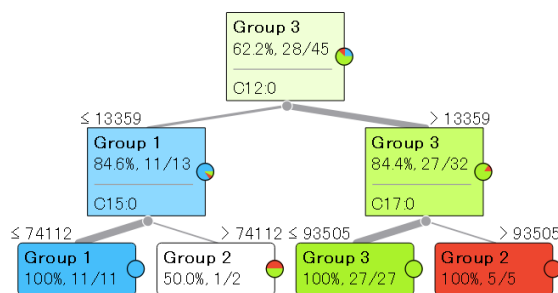 Group 3
62.2%, 28/45
C12:0
≤ 13359
> 13359
Group 1
84.6%, 11/13
C15:0
Group 3
84.4%, 27/32
C17:0
≤ 74112
> 74112
≤ 93505
> 93505
Group 1
100%, 11/11
Group 2
50.0%, 1/2
Group 3
100%, 27/27
Group 2
100%, 5/5